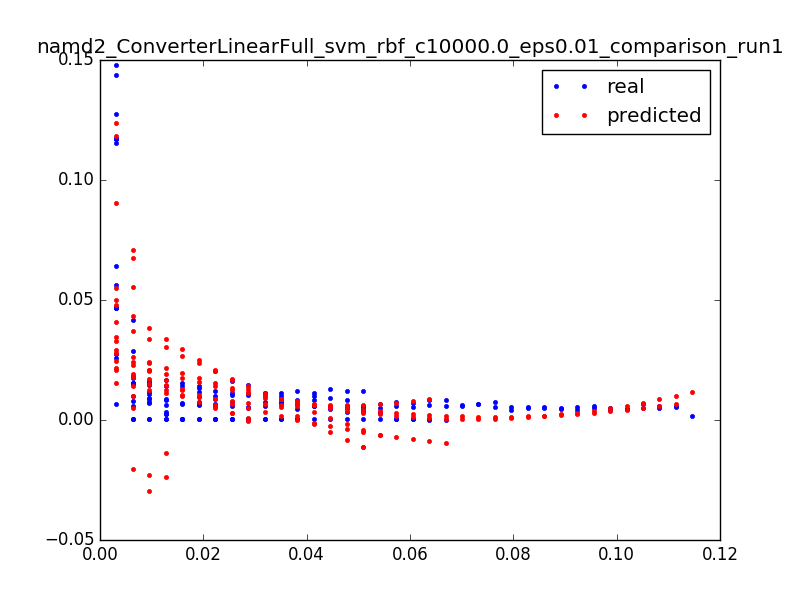 namd2_ConverterLinearFull_svm_rbf_c10000.0_eps0.01_comparison_run1
0.15
real
predicted
0.10
0.05
0.00
−0.05
0.00 0.02 0.04 0.06 0.08 0.10 0.12